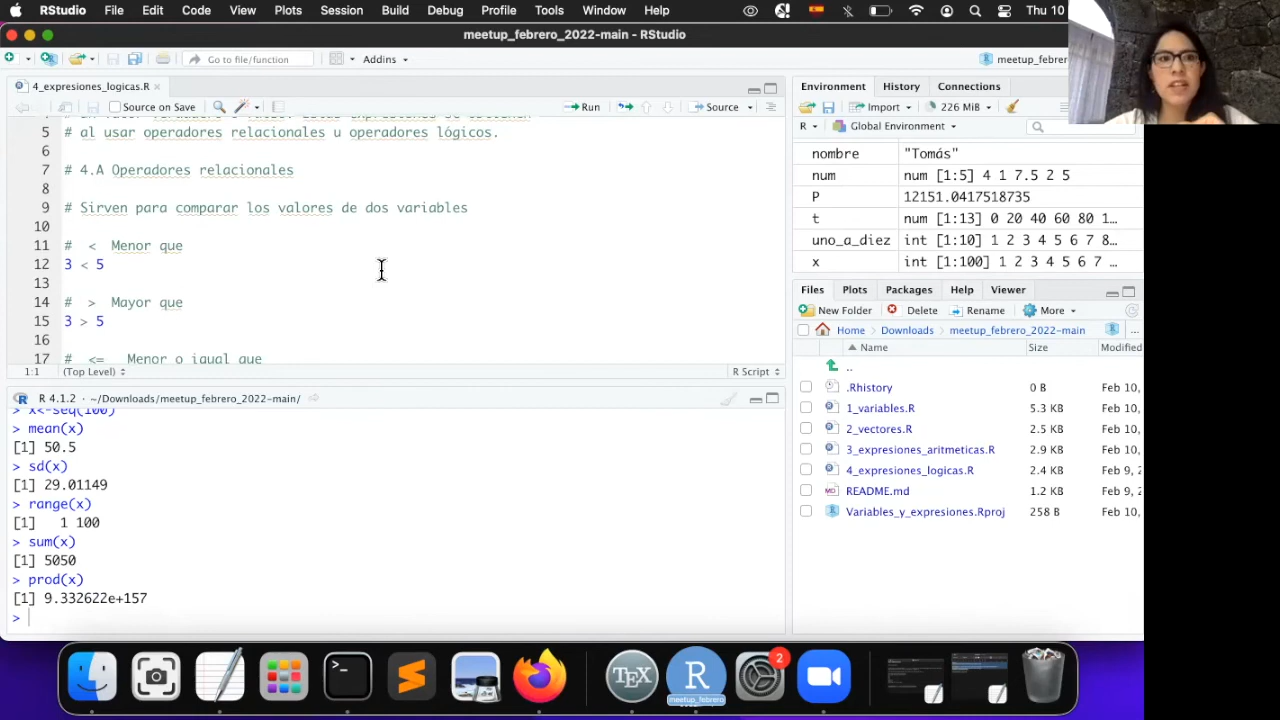 RStudio File Edit Code View Plots Session Build Debug Profile Tools Window Help Thu 10
meetup_febrero_2022-main - RStudio
Go to file/function Addins
4_expresiones_logicas.R
Source on Save Run Source
5 # al usar operadores relacionales u operadores lógicos.
6
7 # 4.A Operadores relacionales
8
9 # Sirven para comparar los valores de dos variables
10
11 # < Menor que
12 3 < 5
13
14 # > Mayor que
15 3 > 5
16
17 # <= Menor o igual que
1:1 (Top Level) R Script
R 4.1.2 · ~/Downloads/meetup_febrero_2022-main/
> x<-seq(100)
> mean(x)
[1] 50.5
> sd(x)
[1] 29.01149
> range(x)
[1] 1 100
> sum(x)
[1] 5050
> prod(x)
[1] 9.332622e+157
>
Environment History Connections
Import 226 MiB
R Global Environment
nombre "Tomás"
num num [1:5] 4 1 7.5 2 5
P 12151.0417518735
t num [1:13] 0 20 40 60 80 1…
uno_a_diez int [1:10] 1 2 3 4 5 6 7 8…
x int [1:100] 1 2 3 4 5 6 7 …
Files Plots Packages Help Viewer
New Folder Delete Rename More
Home Downloads meetup_febrero_2022-main ...
Name Size Modified
..
.Rhistory 0 B Feb 10,
1_variables.R 5.3 KB Feb 10,
2_vectores.R 2.5 KB Feb 10,
3_expresiones_aritmeticas.R 2.9 KB Feb 10,
4_expresiones_logicas.R 2.4 KB Feb 9, 2
README.md 1.2 KB Feb 9, 2
Variables_y_expresiones.Rproj 258 B Feb 10,
TEX R 2
meetup_febrero